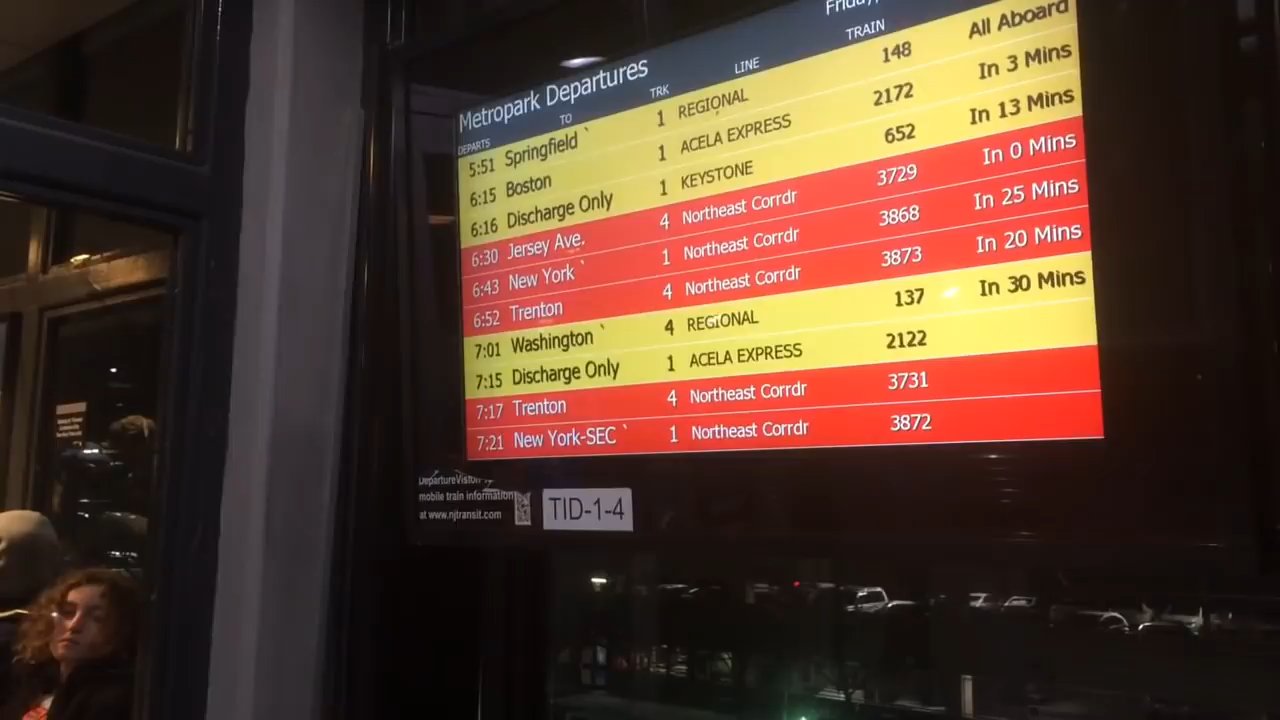 Friday,
Metropark Departures
DEPARTS TO TRK LINE TRAIN
5:51 Springfield ` 1 REGIONAL 148 All Aboard
6:15 Boston 1 ACELA EXPRESS 2172 In 3 Mins
6:16 Discharge Only 1 KEYSTONE 652 In 13 Mins
6:30 Jersey Ave. 4 Northeast Corrdr 3729 In 0 Mins
6:43 New York ` 1 Northeast Corrdr 3868 In 25 Mins
6:52 Trenton 4 Northeast Corrdr 3873 In 20 Mins
7:01 Washington ` 4 REGIONAL 137 In 30 Mins
7:15 Discharge Only 1 ACELA EXPRESS 2122
7:17 Trenton 4 Northeast Corrdr 3731
7:21 New York-SEC ` 1 Northeast Corrdr 3872
DepartureVision
mobile train information
at www.njtransit.com
TID-1-4